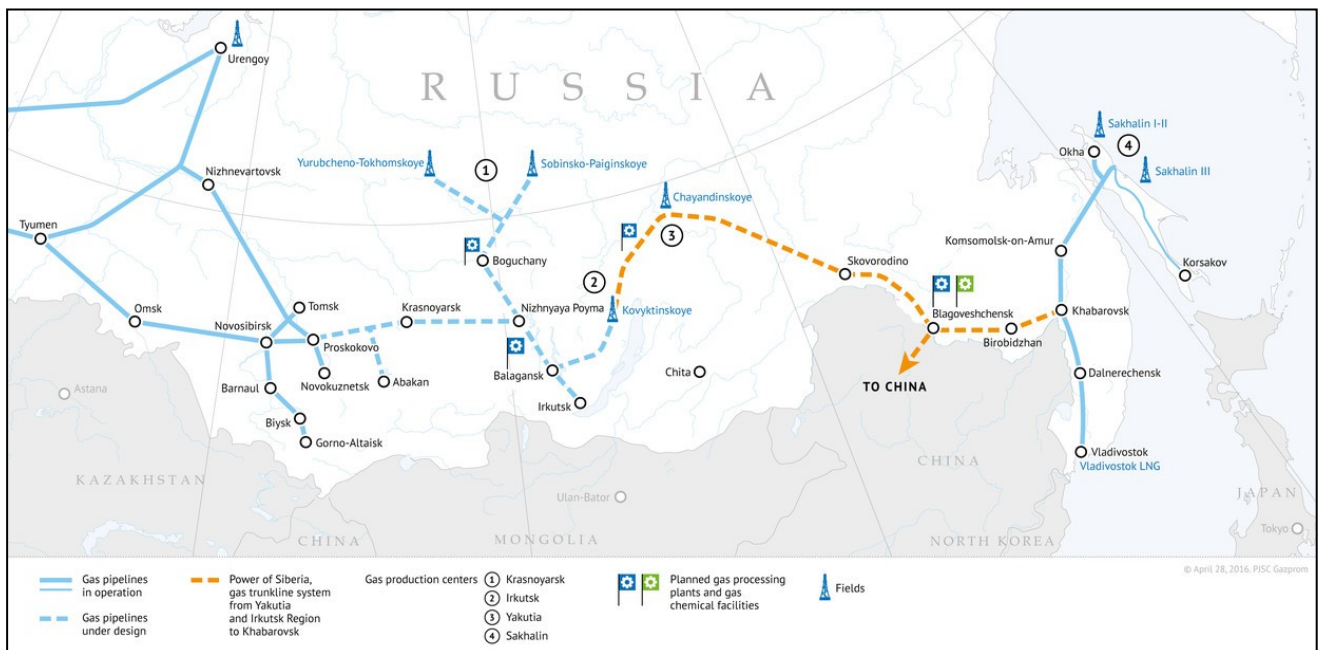 Urengoy
RUSSIA
Sakhalin I-II
4
Okha
Sakhalin III
Yurubcheno-Tokhomskoye
1
Sobinsko-Paiginskoye
Nizhnevartovsk
Chayandinskoye
Tyumen
3
Komsomolsk-on-Amur
Boguchany
Skovorodino
Korsakov
2
Omsk
Tomsk
Krasnoyarsk
Nizhnyaya Poyma
Kovyktinskoye
Blagoveshchensk
Khabarovsk
Novosibirsk
Proskokovo
Birobidzhan
Balagansk
Chita
Dalnerechensk
Astana
Barnaul
Novokuznetsk
Abakan
TO CHINA
Irkutsk
Biysk
Gorno-Altaisk
Vladivostok
Vladivostok LNG
CHINA
KAZAKHSTAN
Ulan-Bator
JAPAN
Tokyo
CHINA
MONGOLIA
NORTH KOREA
© April 28, 2016, PJSC Gazprom
Gas pipelines
in operation
Gas pipelines
under design
Power of Siberia,
gas trunkline system
from Yakutia
and Irkutsk Region
to Khabarovsk
Gas production centers
1 Krasnoyarsk
2 Irkutsk
3 Yakutia
4 Sakhalin
Planned gas processing
plants and gas
chemical facilities
Fields